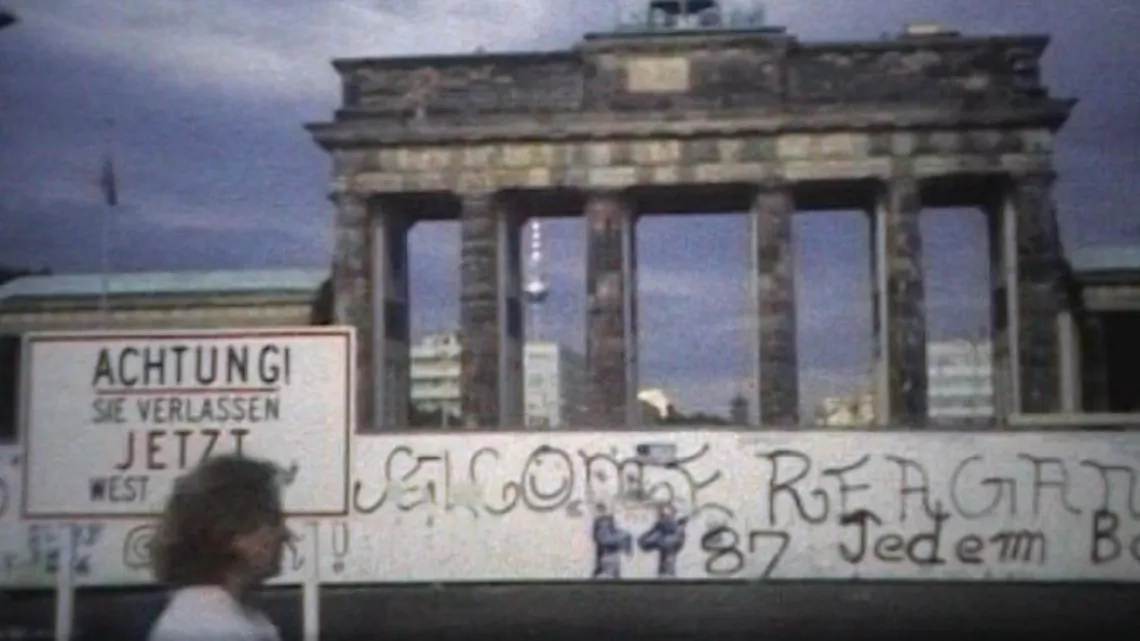 ACHTUNG!
SIE VERLASSEN
JETZT
WEST
WELCOME REAGAN
87 Jedem